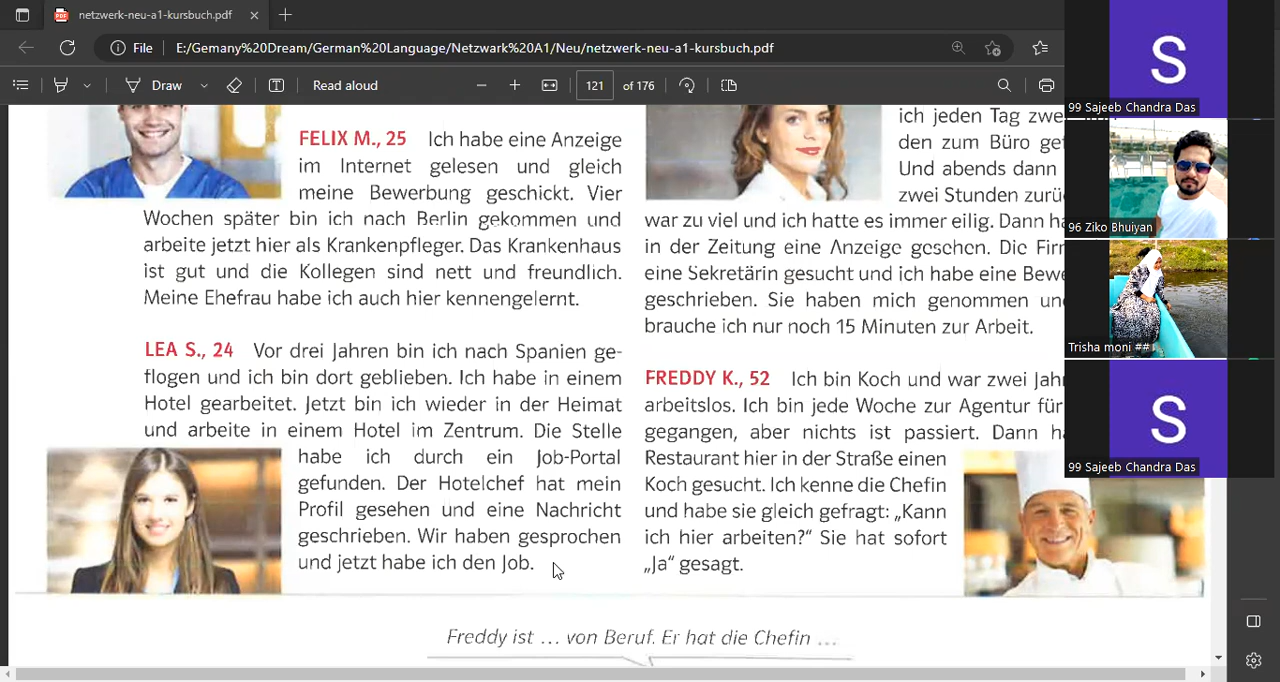 netzwerk-neu-a1-kursbuch.pdf
File
E:/Gemany%20Dream/German%20Language/Netzwark%20A1/Neu/netzwerk-neu-a1-kursbuch.pdf
Draw
Read aloud
121 of 176
FELIX M., 25 Ich habe eine Anzeige
im Internet gelesen und gleich
meine Bewerbung geschickt. Vier
Wochen später bin ich nach Berlin gekommen und
arbeite jetzt hier als Krankenpfleger. Das Krankenhaus
ist gut und die Kollegen sind nett und freundlich.
Meine Ehefrau habe ich auch hier kennengelernt.
LEA S., 24 Vor drei Jahren bin ich nach Spanien ge-
flogen und ich bin dort geblieben. Ich habe in einem
Hotel gearbeitet. Jetzt bin ich wieder in der Heimat
und arbeite in einem Hotel im Zentrum. Die Stelle
habe ich durch ein Job-Portal
gefunden. Der Hotelchef hat mein
Profil gesehen und eine Nachricht
geschrieben. Wir haben gesprochen
und jetzt habe ich den Job.
ich jeden Tag zwei
den zum Büro
Und abends dann
zwei Stunden
war zu viel und ich hatte es immer eilig. Dann
in der Zeitung eine Anzeige gesehen. Die
eine Sekretärin gesucht und ich habe eine
geschrieben. Sie haben mich genommen
brauche ich nur noch 15 Minuten zur Arbeit.
FREDDY K., 52 Ich bin Koch und war zwei
arbeitslos. Ich bin jede Woche zur Agentur für
gegangen, aber nichts ist passiert. Dann
Restaurant hier in der Straße einen
Koch gesucht. Ich kenne die Chefin
und habe sie gleich gefragt: „Kann
ich hier arbeiten?“ Sie hat sofort
„Ja“ gesagt.
Freddy ist … von Beruf. Er hat die Chefin …
S
99 Sajeeb Chandra Das
96 Ziko Bhuiyan
Trisha moni ##
S
99 Sajeeb Chandra Das